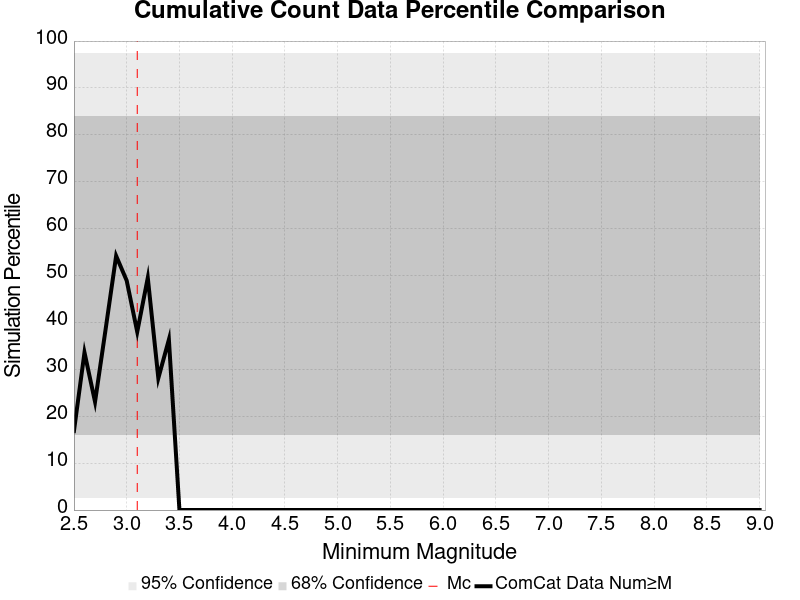 Cumulative Count Data Percentile Comparison
100
90
80
70
60
50
40
30
20
10
0
Simulation Percentile
2.5 3.0 3.5 4.0 4.5 5.0 5.5 6.0 6.5 7.0 7.5 8.0 8.5 9.0
Minimum Magnitude
95% Confidence 68% Confidence Mc ComCat Data Num≥M